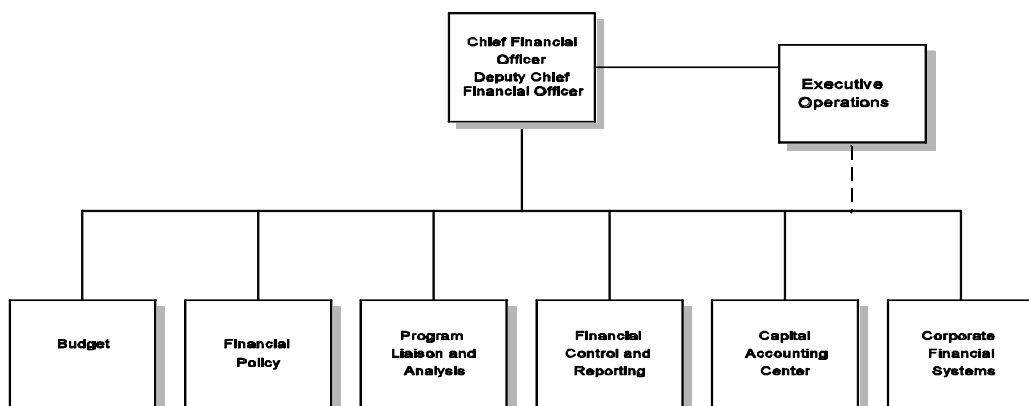 Chief Financial
Officer
Deputy Chief
Financial Officer
Executive
Operations
Budget
Financial
Policy
Program
Liaison and
Analysis
Financial
Control and
Reporting
Capital
Accounting
Center
Corporate
Financial
Systems